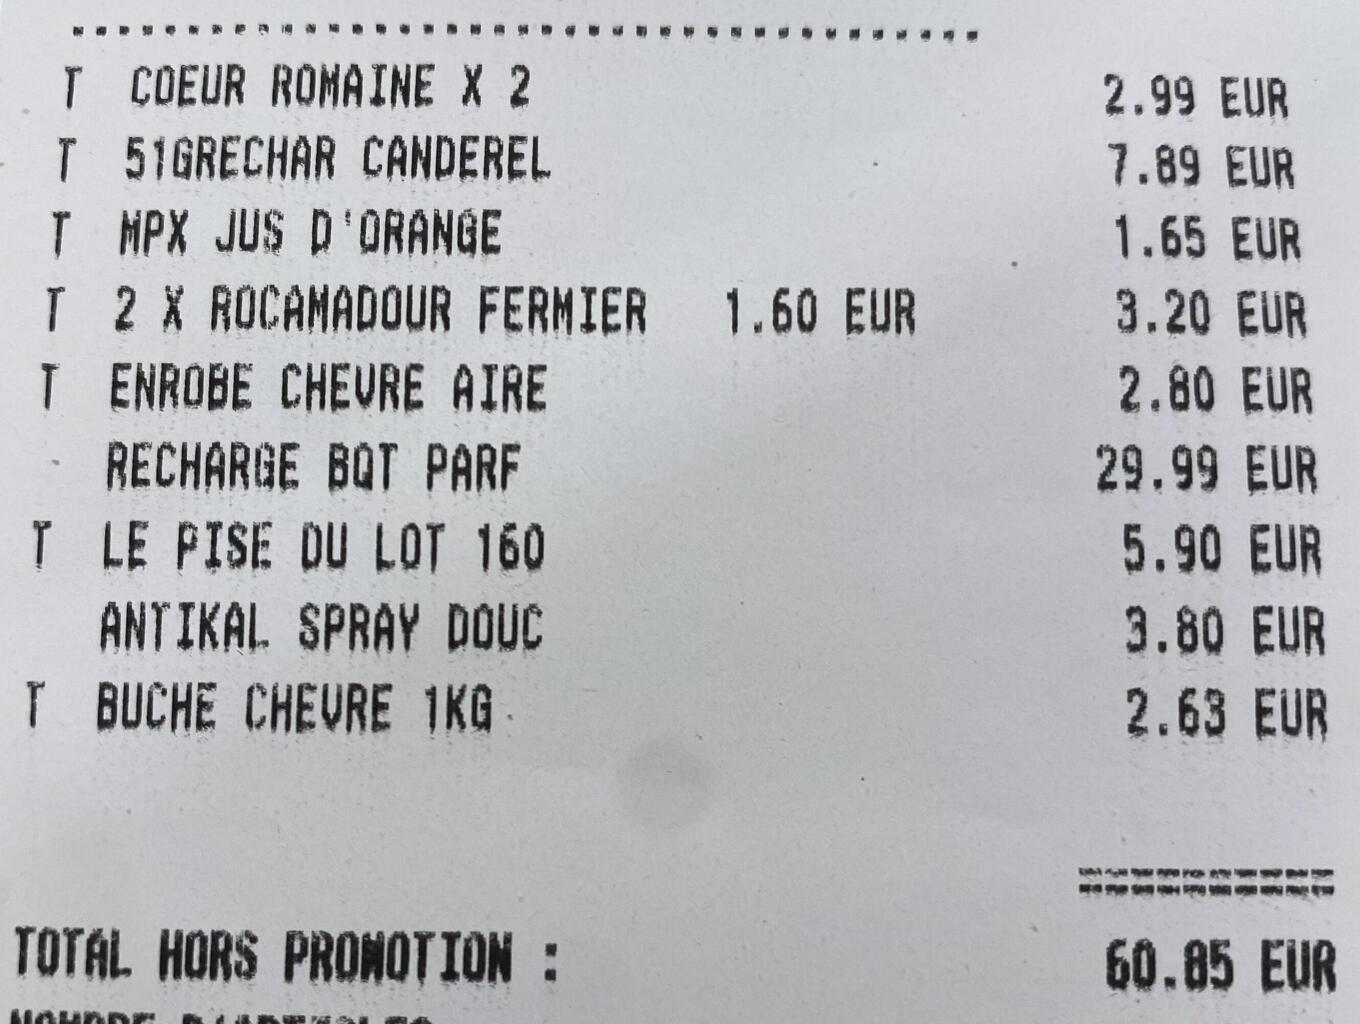 T COEUR ROMAINE X 2 2.99 EUR
T 51GRECHAR CANDEREL 7.89 EUR
T MPX JUS D'ORANGE 1.65 EUR
T 2 X ROCAMADOUR FERMIER 1.60 EUR 3.20 EUR
T ENROBE CHEVRE AIRE 2.80 EUR
RECHARGE BQT PARF 29.99 EUR
T LE PISE DU LOT 160 5.90 EUR
ANTIKAL SPRAY DOUC 3.80 EUR
T BUCHE CHEVRE 1KG 2.63 EUR
==========
TOTAL HORS PROMOTION : 60.85 EUR